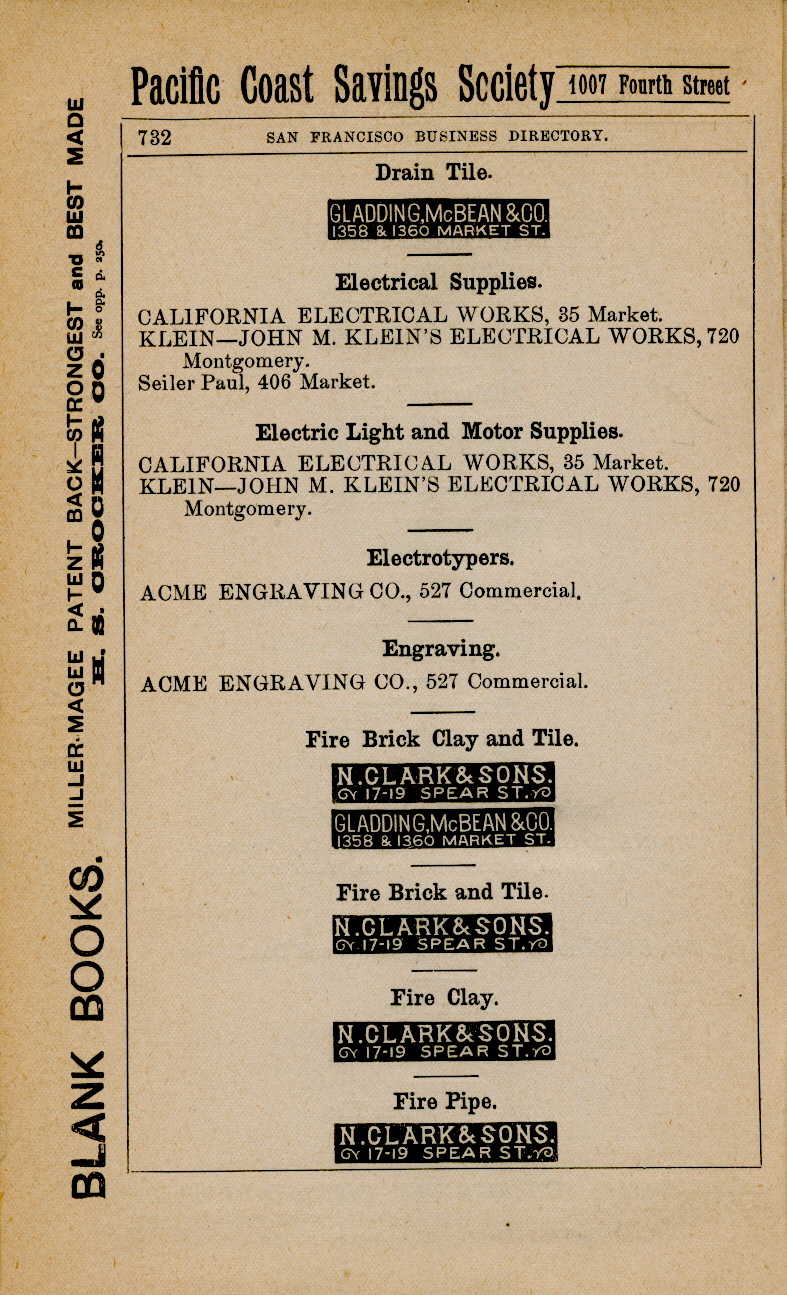 Pacific Coast Savings Society 1007 Fourth Street
732 SAN FRANCISCO BUSINESS DIRECTORY.
Drain Tile.
GLADDING, McBEAN & CO.
1358 & 1360 MARKET ST.
Electrical Supplies.
CALIFORNIA ELECTRICAL WORKS, 35 Market.
KLEIN—JOHN M. KLEIN'S ELECTRICAL WORKS, 720
Montgomery.
Seiler Paul, 406 Market.
Electric Light and Motor Supplies.
CALIFORNIA ELECTRICAL WORKS, 35 Market.
KLEIN—JOHN M. KLEIN'S ELECTRICAL WORKS, 720
Montgomery.
Electrotypers.
ACME ENGRAVING CO., 527 Commercial.
Engraving.
ACME ENGRAVING CO., 527 Commercial.
Fire Brick Clay and Tile.
N. CLARK & SONS.
17-19 SPEAR ST.
GLADDING, McBEAN & CO.
1358 & 1360 MARKET ST.
Fire Brick and Tile.
N. CLARK & SONS.
17-19 SPEAR ST.
Fire Clay.
N. CLARK & SONS.
17-19 SPEAR ST.
Fire Pipe.
N. CLARK & SONS.
17-19 SPEAR ST.
BLANK BOOKS. MILLER-MAGEE PATENT BACK—STRONGEST and BEST MADE
H. S. CROCKER CO. See opp. p. 250.